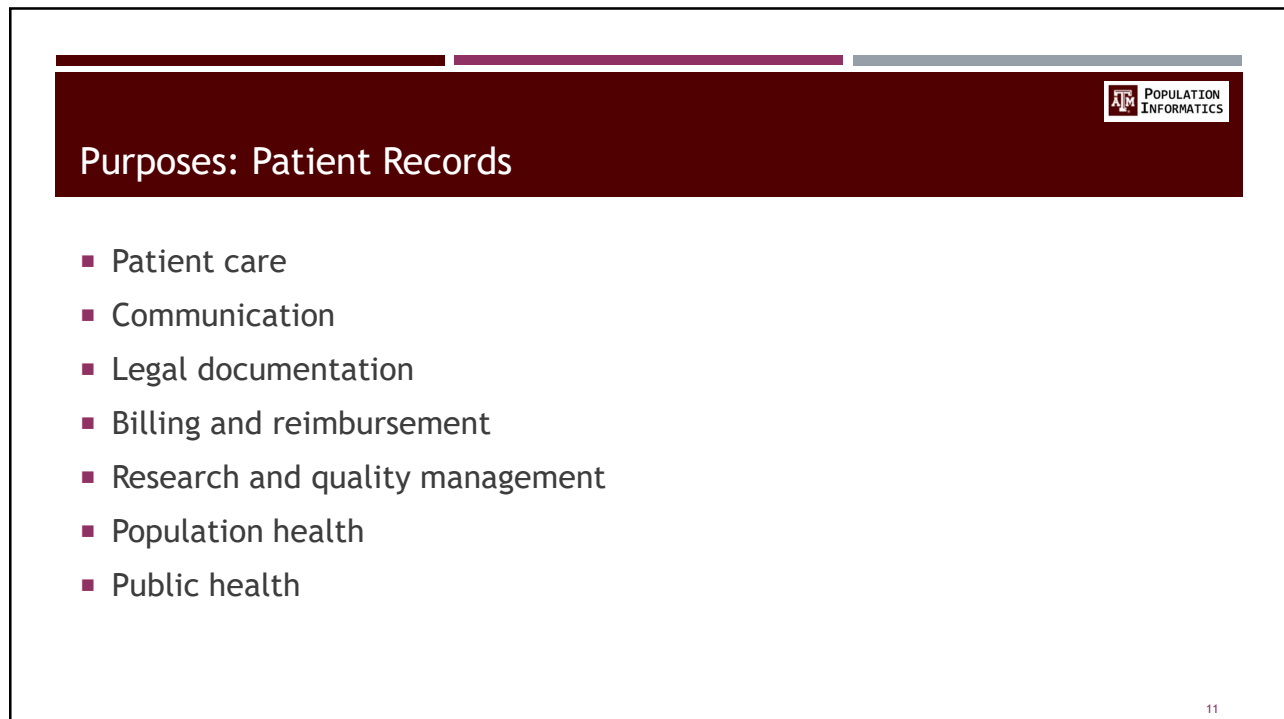 ATM POPULATION
INFORMATICS
Purposes: Patient Records
Patient care
Communication
Legal documentation
Billing and reimbursement
Research and quality management
Population health
Public health
11